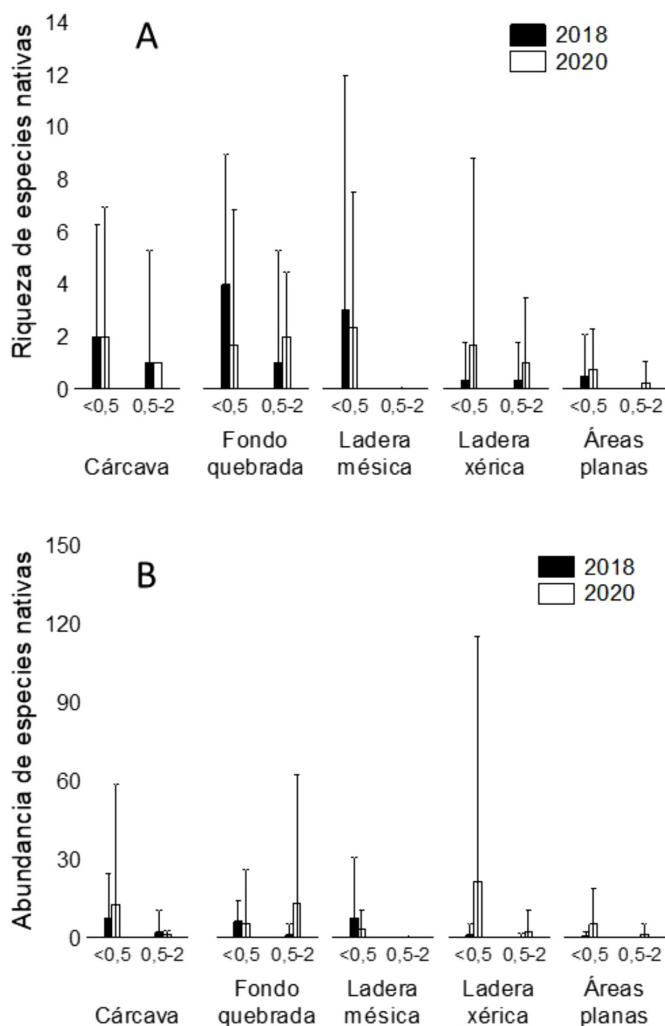 A
2018
2020
Riqueza de especies nativas
14
12
10
8
6
4
2
0
<0,5 0,5-2 <0,5 0,5-2 <0,5 <0,5 0,5-2 <0,5 0,5-2
Cárcava
Fondo quebrada
Ladera mésica
Ladera xérica
Áreas planas
B
2018
2020
Abundancia de especies nativas
150
120
90
60
30
0
<0,5 0,5-2 <0,5 0,5-2 <0,5 0,5-2 <0,5 0,5-2 <0,5 0,5-2
Cárcava
Fondo quebrada
Ladera mésica
Ladera xérica
Áreas planas